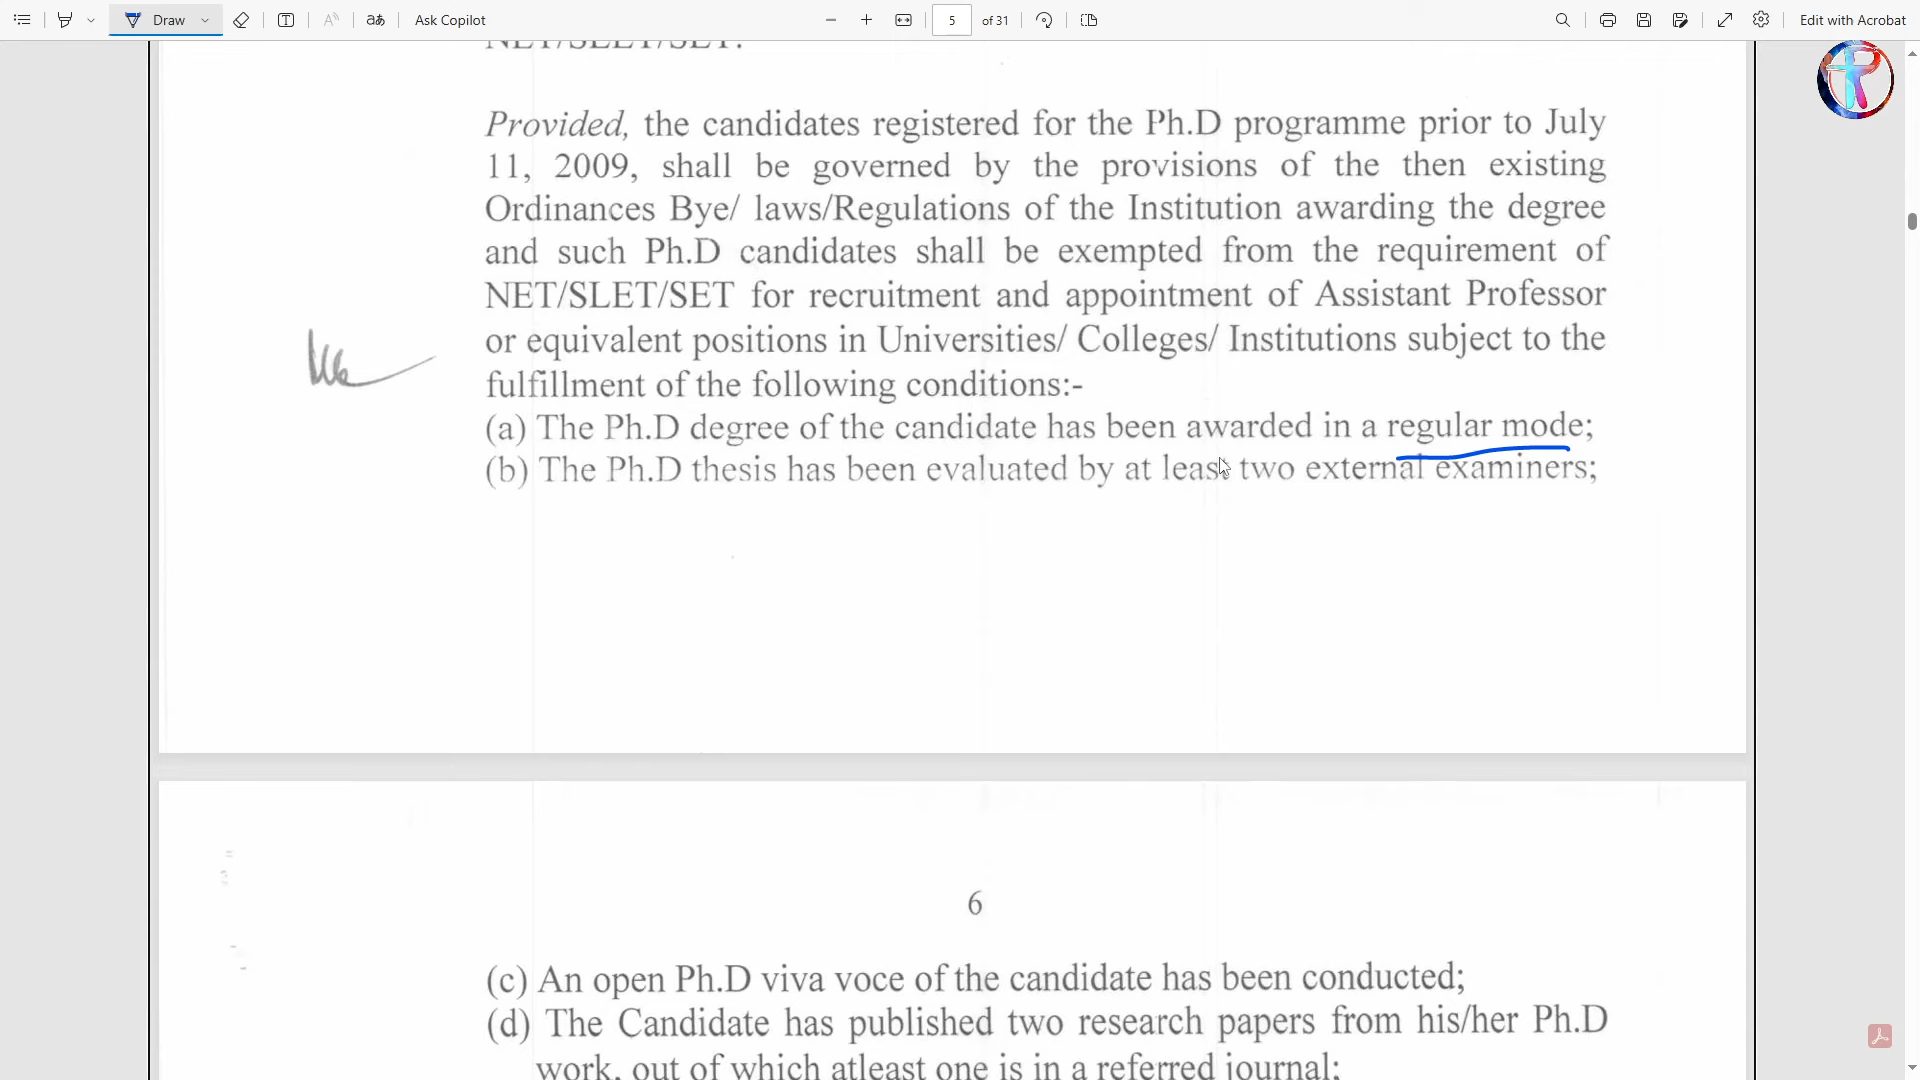 Draw
Ask Copilot
5
of 31
Edit with Acrobat
NET/SLET/SET.
Provided, the candidates registered for the Ph.D programme prior to July
11, 2009, shall be governed by the provisions of the then existing
Ordinances Bye/ laws/Regulations of the Institution awarding the degree
and such Ph.D candidates shall be exempted from the requirement of
NET/SLET/SET for recruitment and appointment of Assistant Professor
or equivalent positions in Universities/ Colleges/ Institutions subject to the
fulfillment of the following conditions:-
(a) The Ph.D degree of the candidate has been awarded in a regular mode;
(b) The Ph.D thesis has been evaluated by at least two external examiners;
6
(c) An open Ph.D viva voce of the candidate has been conducted;
(d) The Candidate has published two research papers from his/her Ph.D
work, out of which atleast one is in a referred journal;